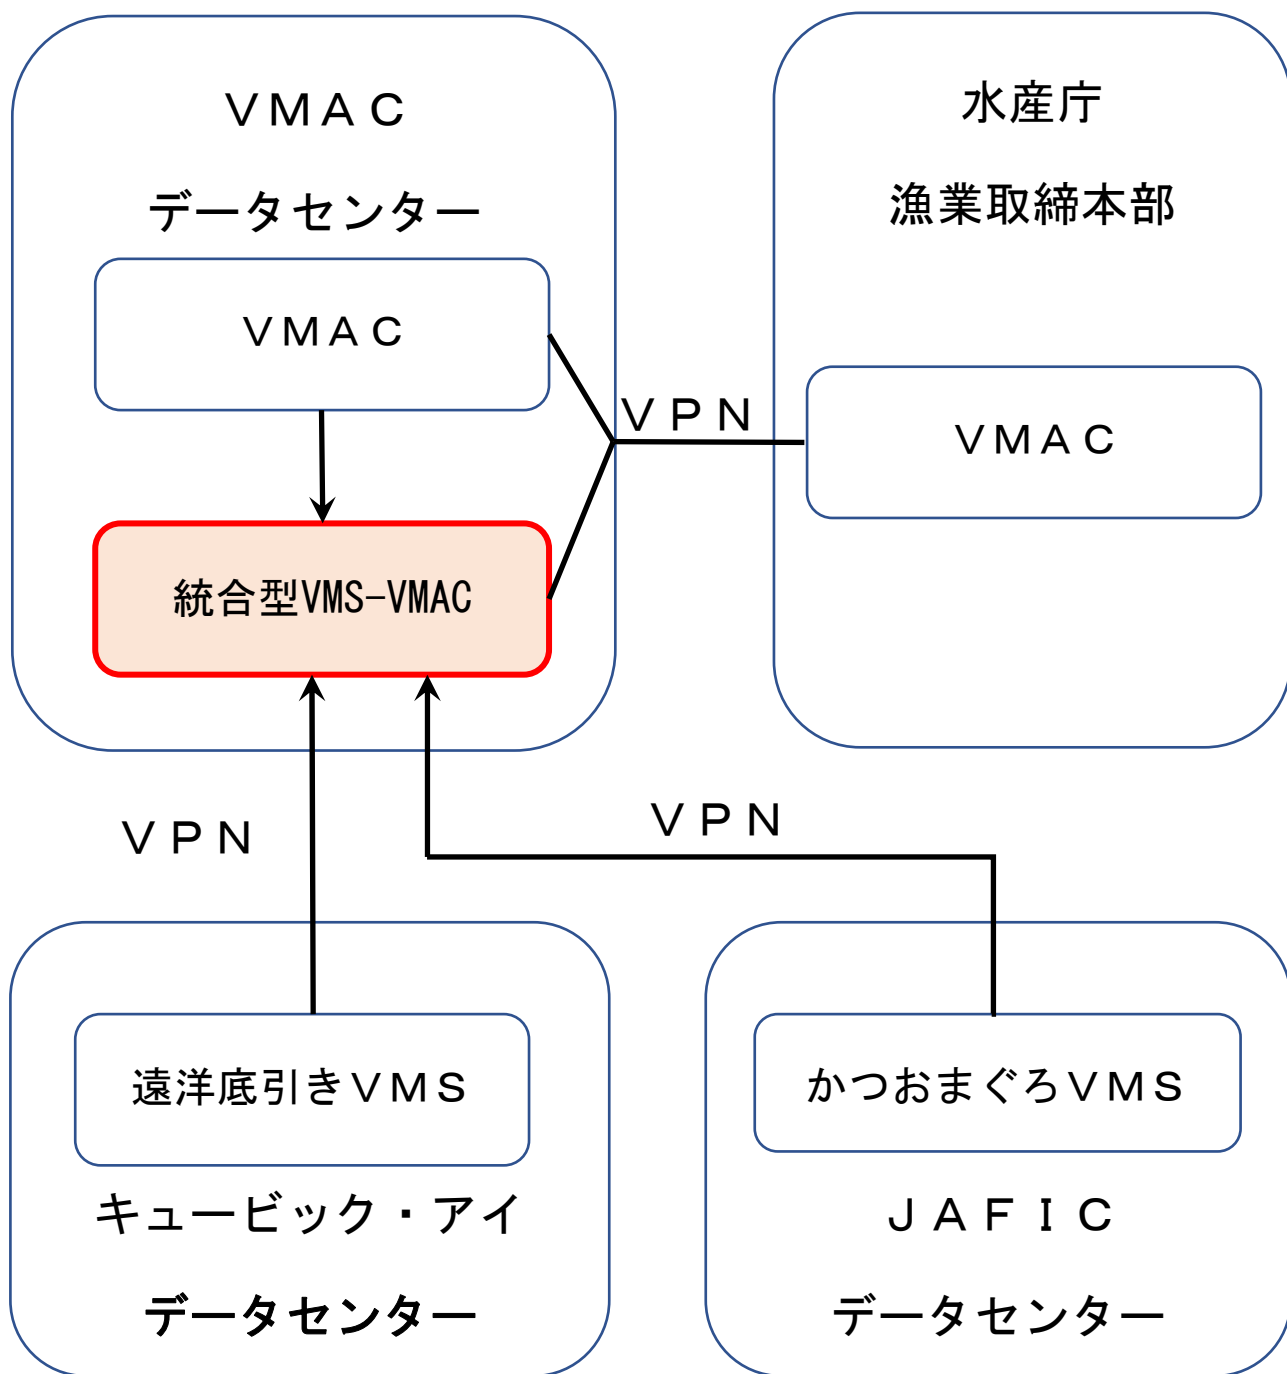 ＶＭＡＣ
データセンター
ＶＭＡＣ
統合型VMS-VMAC
水産庁
漁業取締本部
ＶＰＮ
ＶＭＡＣ
ＶＰＮ
ＶＰＮ
遠洋底引きＶＭＳ
キュービック・アイ
データセンター
かつおまぐろＶＭＳ
ＪＡＦＩＣ
データセンター